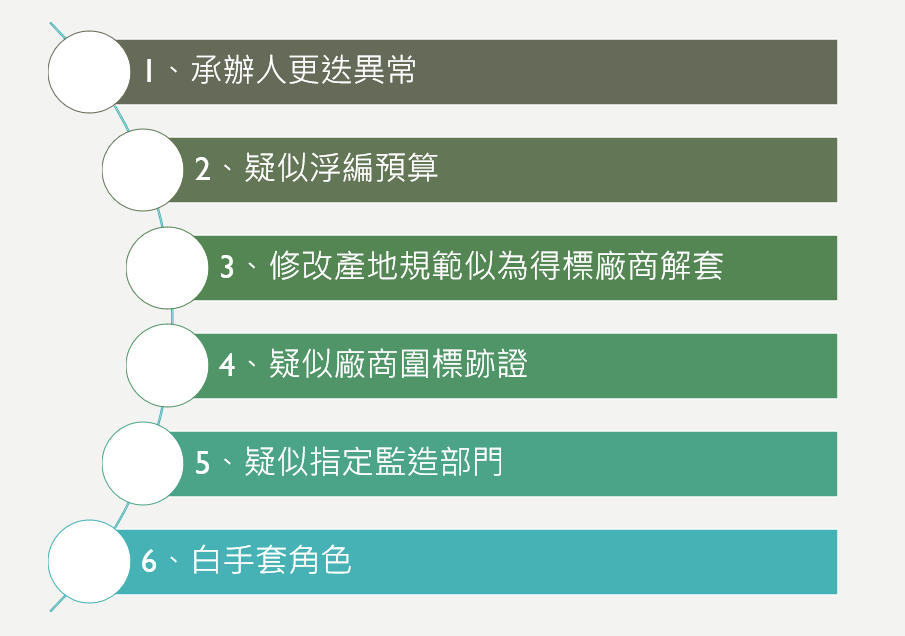 1、承辦人更迭異常
2、疑似浮編預算
3、修改產地規範似為得標廠商解套
4、疑似廠商圍標跡證
5、疑似指定監造部門
6、白手套角色